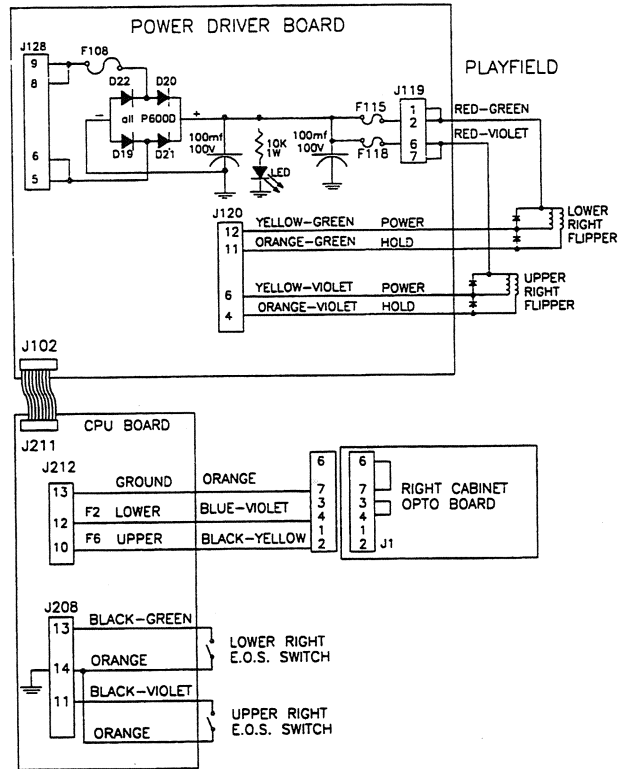 POWER DRIVER BOARD
PLAYFIELD
J128
9
8
6
5
F108
D22
D20
all P600D
D19
D21
−
+
100mf
100V
10K
1W
LED
100mf
100V
F115
F118
J119
1
2
6
7
RED-GREEN
RED-VIOLET
J120
12
11
6
4
YELLOW-GREEN POWER
ORANGE-GREEN HOLD
YELLOW-VIOLET POWER
ORANGE-VIOLET HOLD
LOWER
RIGHT
FLIPPER
UPPER
RIGHT
FLIPPER
J102
J211
CPU BOARD
J212
13
12
10
GROUND ORANGE
F2 LOWER BLUE-VIOLET
F6 UPPER BLACK-YELLOW
6
7
3
4
1
2
6
7
3
4
1
2
J1
RIGHT CABINET
OPTO BOARD
J208
13
14
11
BLACK-GREEN
ORANGE
BLACK-VIOLET
ORANGE
LOWER RIGHT
E.O.S. SWITCH
UPPER RIGHT
E.O.S. SWITCH